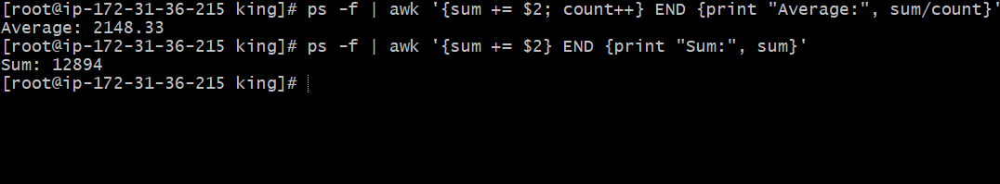 [root@ip-172-31-36-215 king]# ps -f | awk '{sum += $2; count++} END {print "Average:", sum/count}'
Average: 2148.33
[root@ip-172-31-36-215 king]# ps -f | awk '{sum += $2} END {print "Sum:", sum}'
Sum: 12894
[root@ip-172-31-36-215 king]#